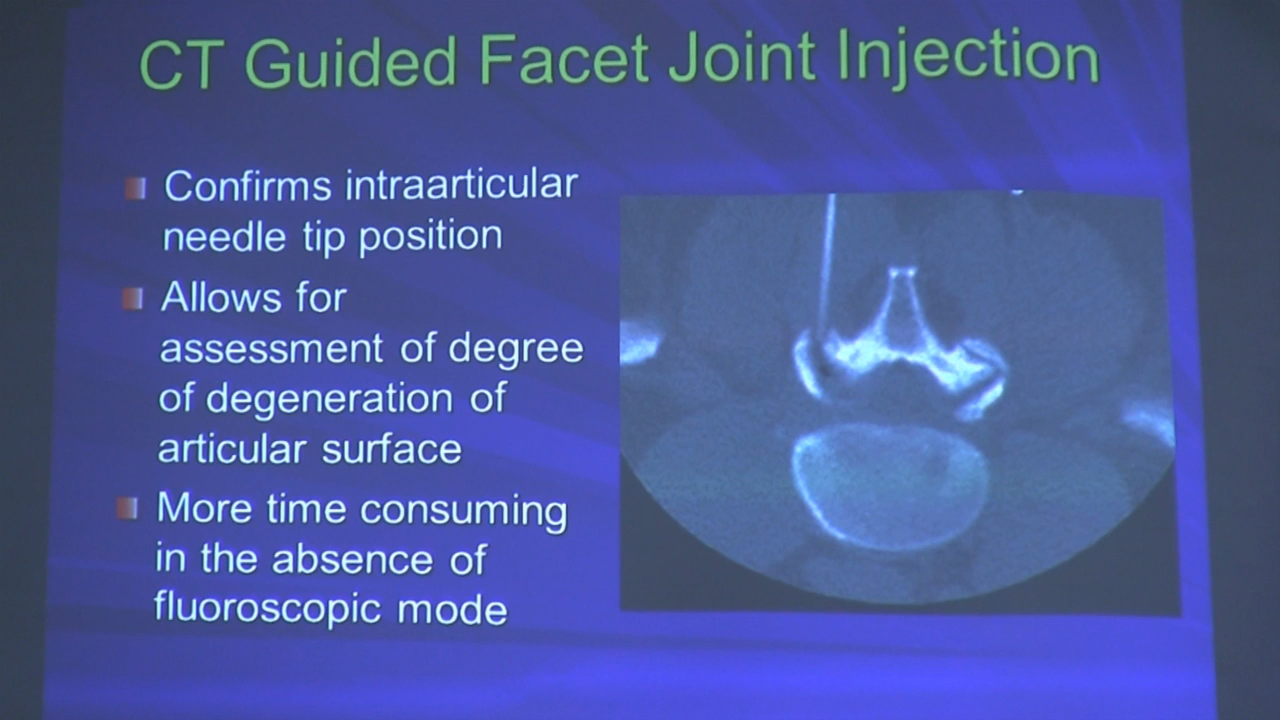 CT Guided Facet Joint Injection
Confirms intraarticular
needle tip position
Allows for
assessment of degree
of degeneration of
articular surface
More time consuming
in the absence of
fluoroscopic mode